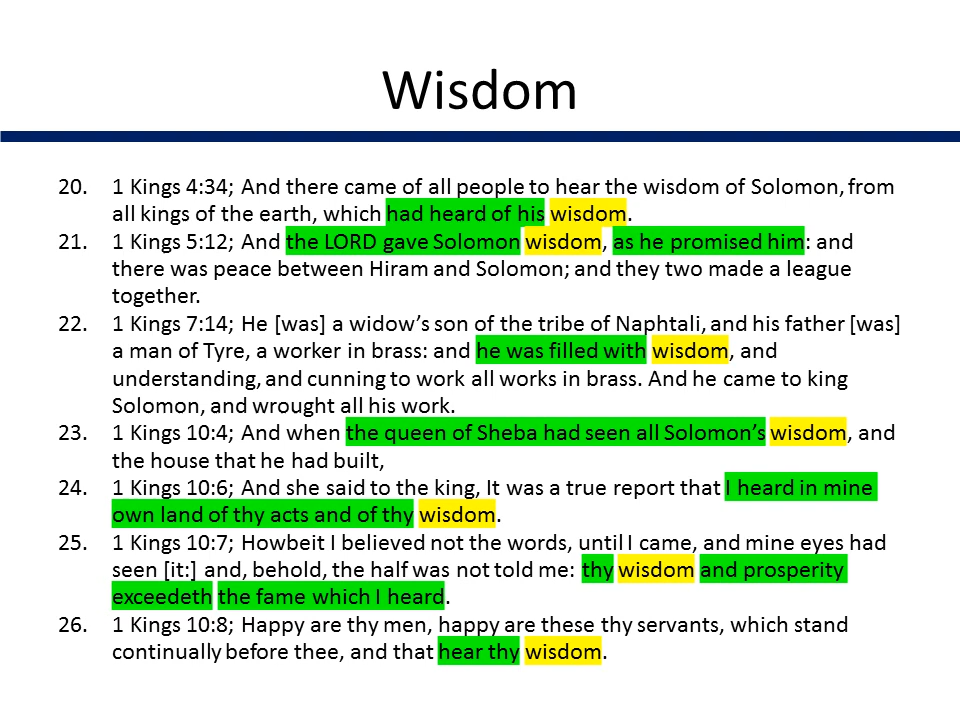 Wisdom
20. 1 Kings 4:34; And there came of all people to hear the wisdom of Solomon, from
all kings of the earth, which had heard of his wisdom.
21. 1 Kings 5:12; And the LORD gave Solomon wisdom, as he promised him: and
there was peace between Hiram and Solomon; and they two made a league
together.
22. 1 Kings 7:14; He [was] a widow’s son of the tribe of Naphtali, and his father [was]
a man of Tyre, a worker in brass: and he was filled with wisdom, and
understanding, and cunning to work all works in brass. And he came to king
Solomon, and wrought all his work.
23. 1 Kings 10:4; And when the queen of Sheba had seen all Solomon’s wisdom, and
the house that he had built,
24. 1 Kings 10:6; And she said to the king, It was a true report that I heard in mine
own land of thy acts and of thy wisdom.
25. 1 Kings 10:7; Howbeit I believed not the words, until I came, and mine eyes had
seen [it:] and, behold, the half was not told me: thy wisdom and prosperity
exceedeth the fame which I heard.
26. 1 Kings 10:8; Happy are thy men, happy are these thy servants, which stand
continually before thee, and that hear thy wisdom.